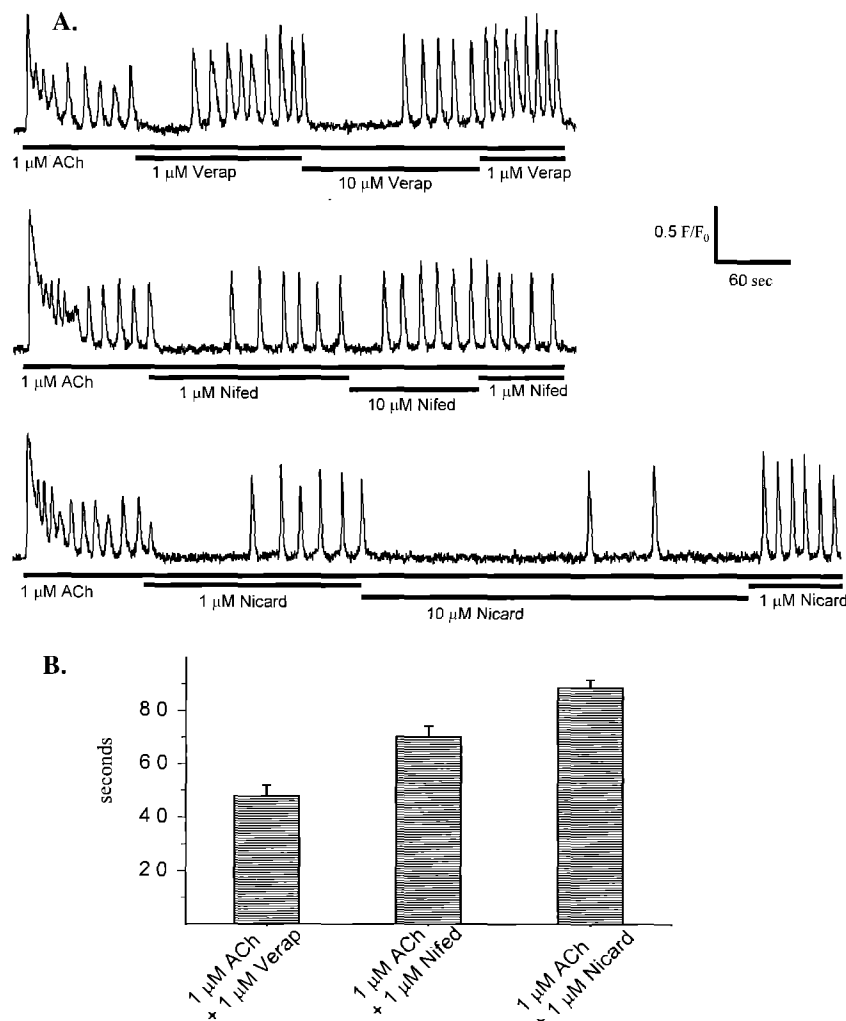 A.
1 μM ACh
1 μM Verap
10 μM Verap
1 μM Verap
0.5 F/F0
60 sec
1 μM ACh
1 μM Nifed
10 μM Nifed
1 μM Nifed
1 μM ACh
1 μM Nicard
10 μM Nicard
1 μM Nicard
B.
seconds
80
60
40
20
1 μM ACh
+ 1 μM Verap
1 μM ACh
+ 1 μM Nifed
1 μM ACh
+ 1 μM Nicard